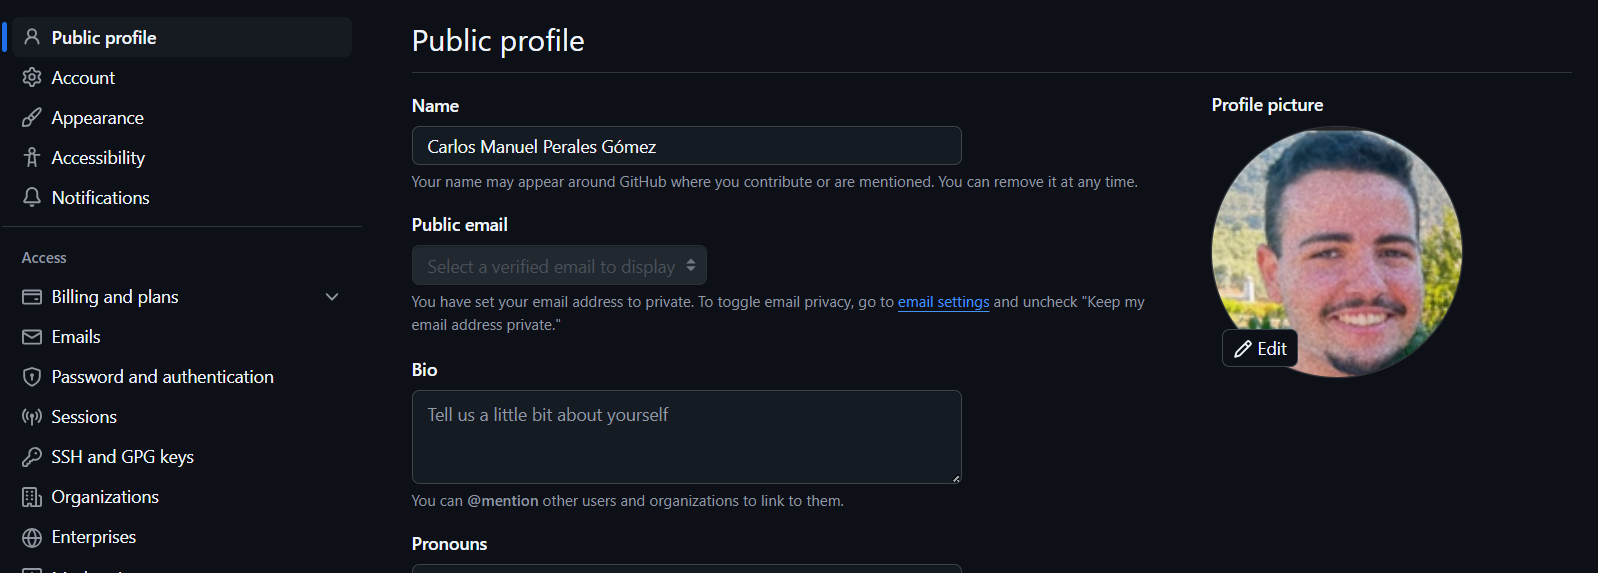 Public profile
Account
Appearance
Accessibility
Notifications
Access
Billing and plans
Emails
Password and authentication
Sessions
SSH and GPG keys
Organizations
Enterprises
Public profile
Name
Carlos Manuel Perales Gómez
Your name may appear around GitHub where you contribute or are mentioned. You can remove it at any time.
Public email
Select a verified email to display
You have set your email address to private. To toggle email privacy, go to email settings and uncheck "Keep my
email address private."
Bio
Tell us a little bit about yourself
You can @mention other users and organizations to link to them.
Pronouns
Profile picture
Edit